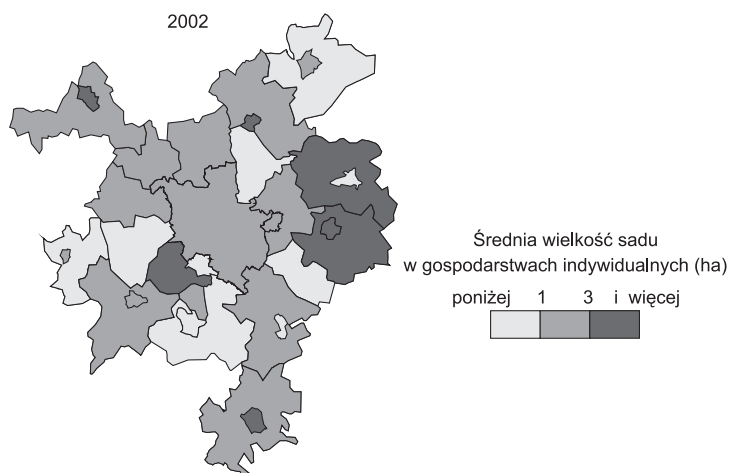 2002
Średnia wielkość sadu
w gospodarstwach indywidualnych (ha)
poniżej 1 3 i więcej